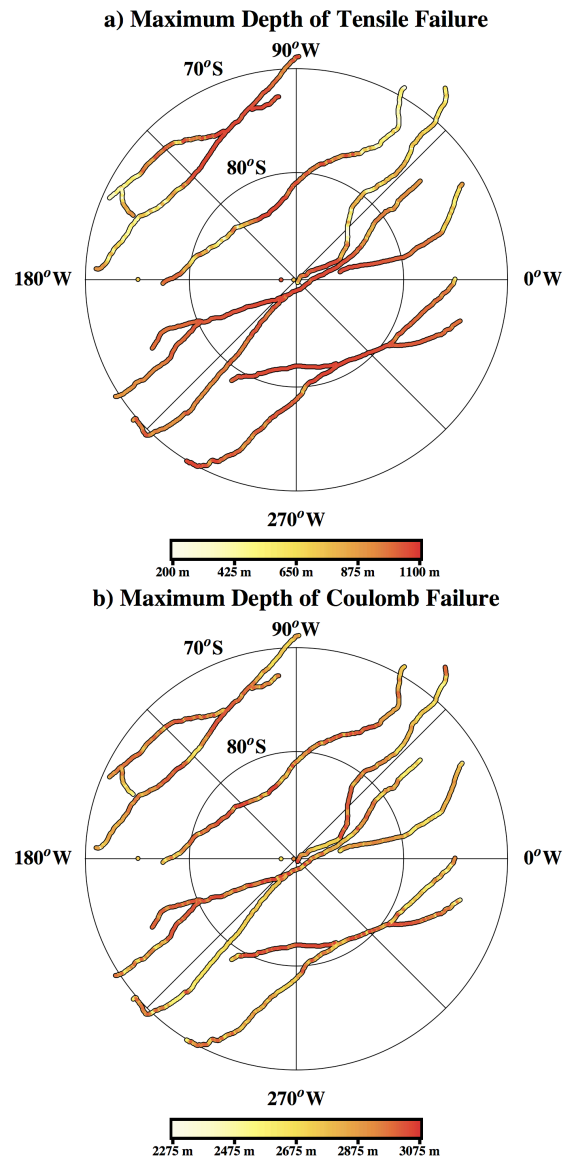 a) Maximum Depth of Tensile Failure
90°W
70°S
80°S
180°W
0°W
270°W
200 m 425 m 650 m 875 m 1100 m
b) Maximum Depth of Coulomb Failure
90°W
70°S
80°S
180°W
0°W
270°W
2275 m 2475 m 2675 m 2875 m 3075 m